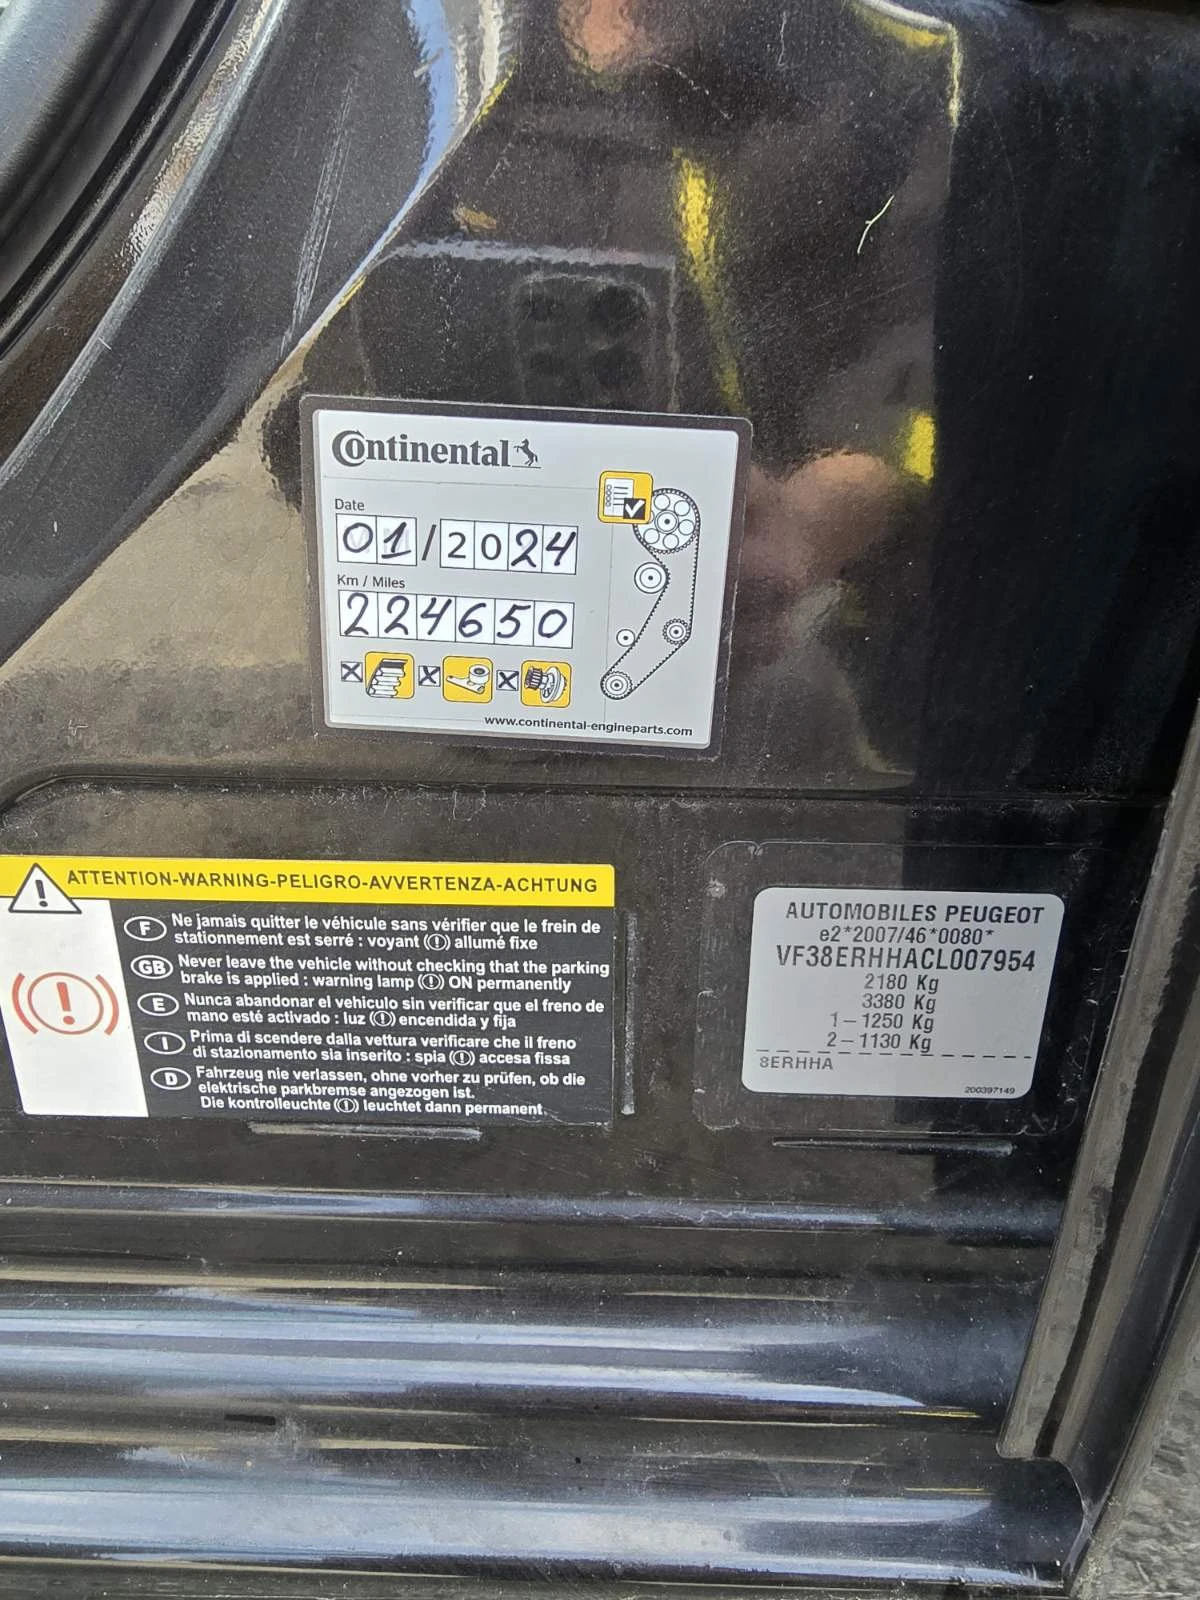 Continental
Date
01/2024
Km / Miles
224650
www.continental-engineparts.com
ATTENTION-WARNING-PELIGRO-AVVERTENZA-ACHTUNG
F Ne jamais quitter le véhicule sans vérifier que le frein de
stationnement est serré : voyant (!) allumé fixe
GB Never leave the vehicle without checking that the parking
brake is applied : warning lamp (!) ON permanently
E Nunca abandonar el vehiculo sin verificar que el freno de
mano esté activado : luz (!) encendida y fija
I Prima di scendere dalla vettura verificare che il freno
di stazionamento sia inserito : spia (!) accesa fissa
D Fahrzeug nie verlassen, ohne vorher zu prüfen, ob die
elektrische parkbremse angezogen ist.
Die kontrolleuchte (!) leuchtet dann permanent
AUTOMOBILES PEUGEOT
e2*2007/46*0080*
VF38ERHHACL007954
2180 Kg
3380 Kg
1-1250 Kg
2-1130 Kg
8ERHHA
200397149